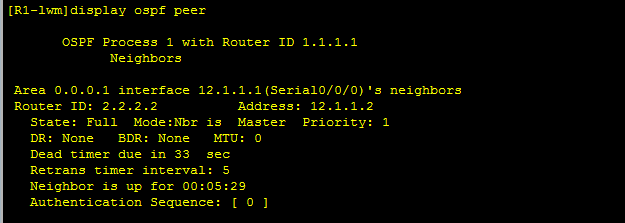 [R1-lwm]display ospf peer
OSPF Process 1 with Router ID 1.1.1.1
Neighbors
Area 0.0.0.1 interface 12.1.1.1(Serial0/0/0)'s neighbors
Router ID: 2.2.2.2 Address: 12.1.1.2
State: Full Mode:Nbr is Master Priority: 1
DR: None BDR: None MTU: 0
Dead timer due in 33 sec
Retrans timer interval: 5
Neighbor is up for 00:05:29
Authentication Sequence: [ 0 ]